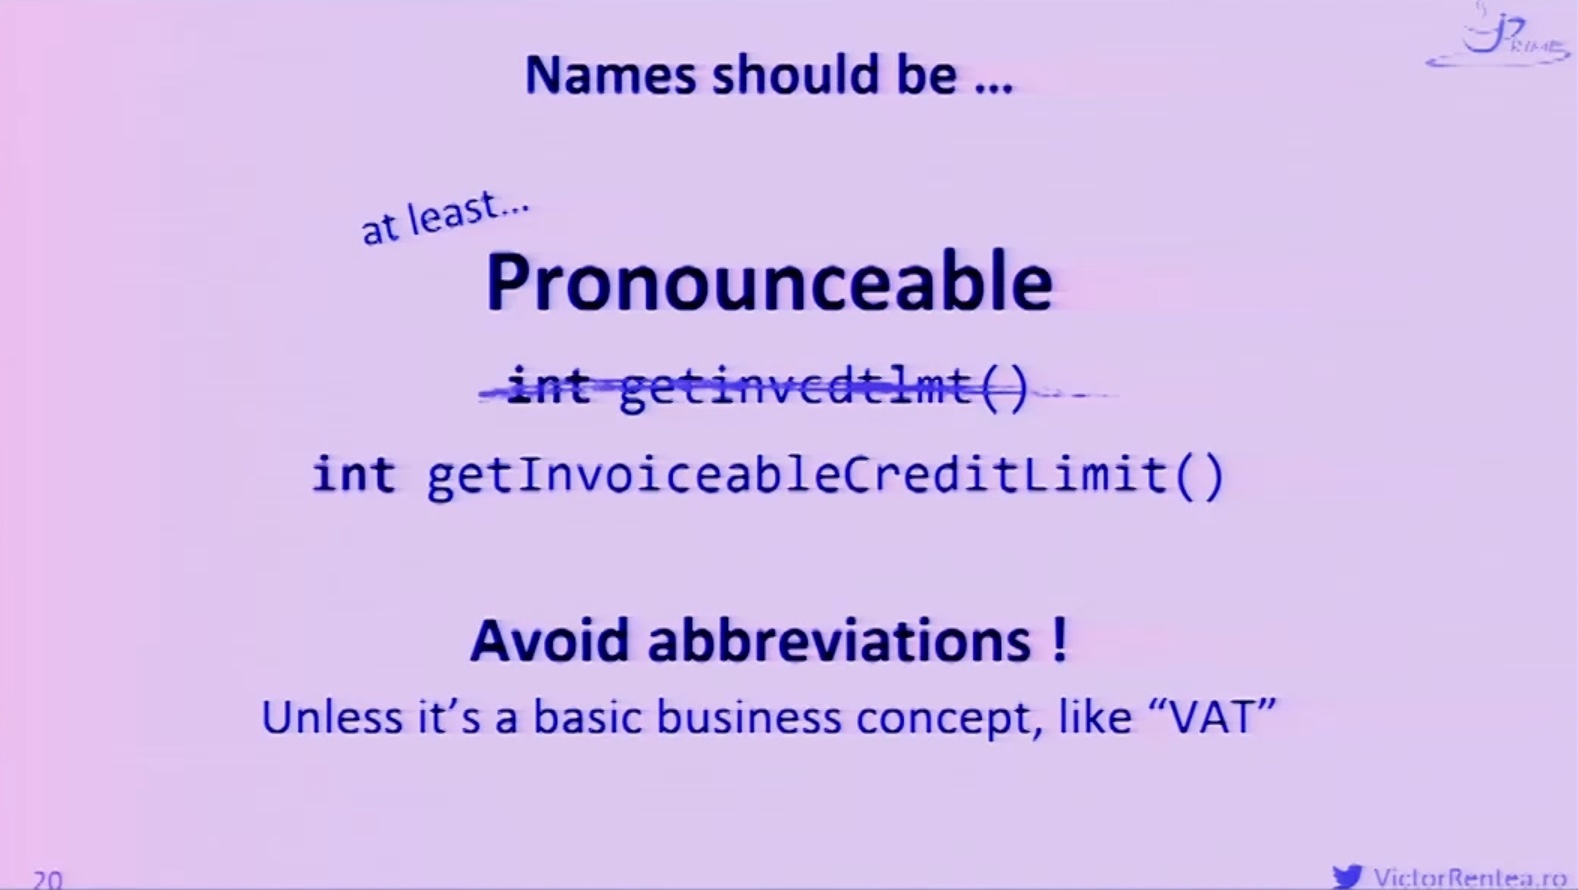 JPRIME
Names should be ...
at least...
Pronounceable
int getinvcdtlmt()
int getInvoiceableCreditLimit()
Avoid abbreviations !
Unless it’s a basic business concept, like “VAT”
20
VictorRentea.ro